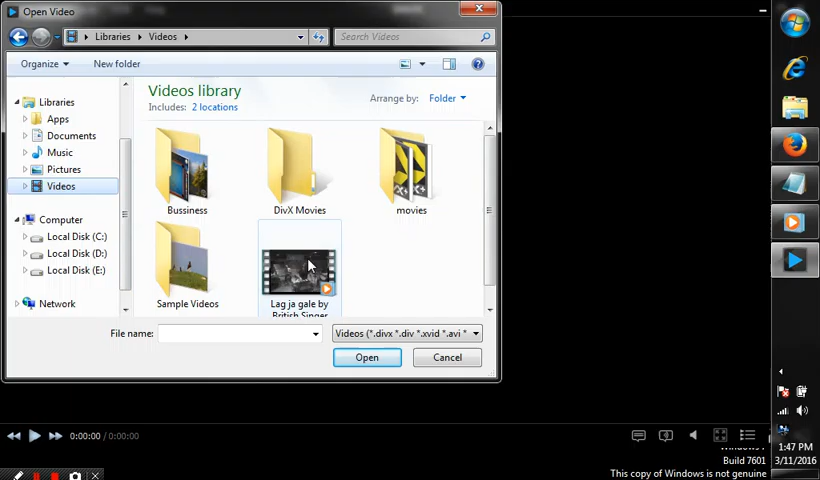 Open Video
Libraries
Videos
Search Videos
Organize
New folder
Videos library
Includes: 2 locations
Arrange by: Folder
Libraries
Apps
Documents
Music
Pictures
Videos
Computer
Local Disk (C:)
Local Disk (D:)
Local Disk (E:)
Network
Bussiness
DivX Movies
movies
Sample Videos
Lag ja gale by
British Singer
File name:
Videos (*.divx *.div *.xvid *.avi *
Open
Cancel
0:00:00 / 0:00:00
1:47 PM
3/11/2016
Build 7601
This copy of Windows is not genuine